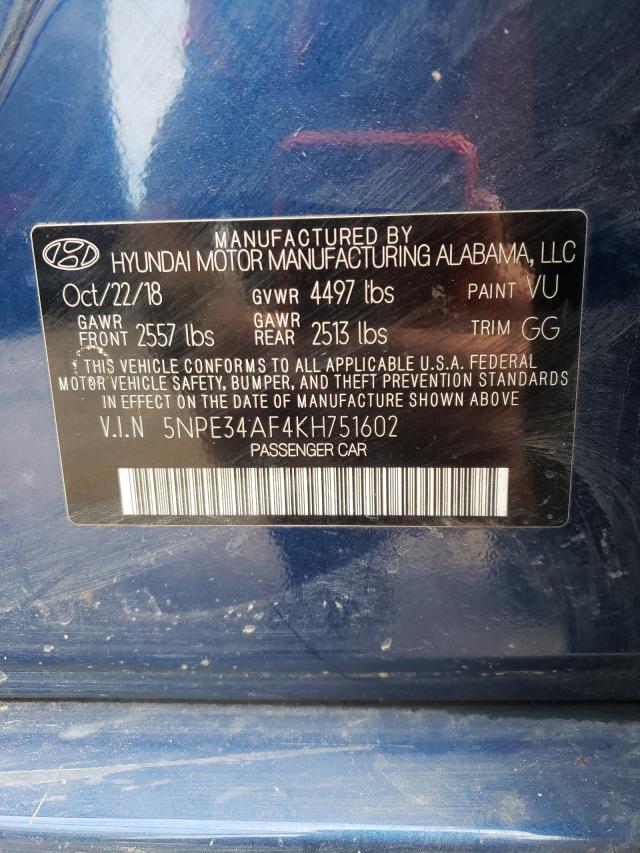 MANUFACTURED BY
HYUNDAI MOTOR MANUFACTURING ALABAMA, LLC
Oct/22/18 GVWR 4497 lbs PAINT VU
GAWR FRONT 2557 lbs GAWR REAR 2513 lbs TRIM GG
THIS VEHICLE CONFORMS TO ALL APPLICABLE U.S.A. FEDERAL
MOTOR VEHICLE SAFETY, BUMPER, AND THEFT PREVENTION STANDARDS
IN EFFECT ON THE DATE OF MANUFACTURE SHOWN ABOVE
V.I.N 5NPE34AF4KH751602
PASSENGER CAR